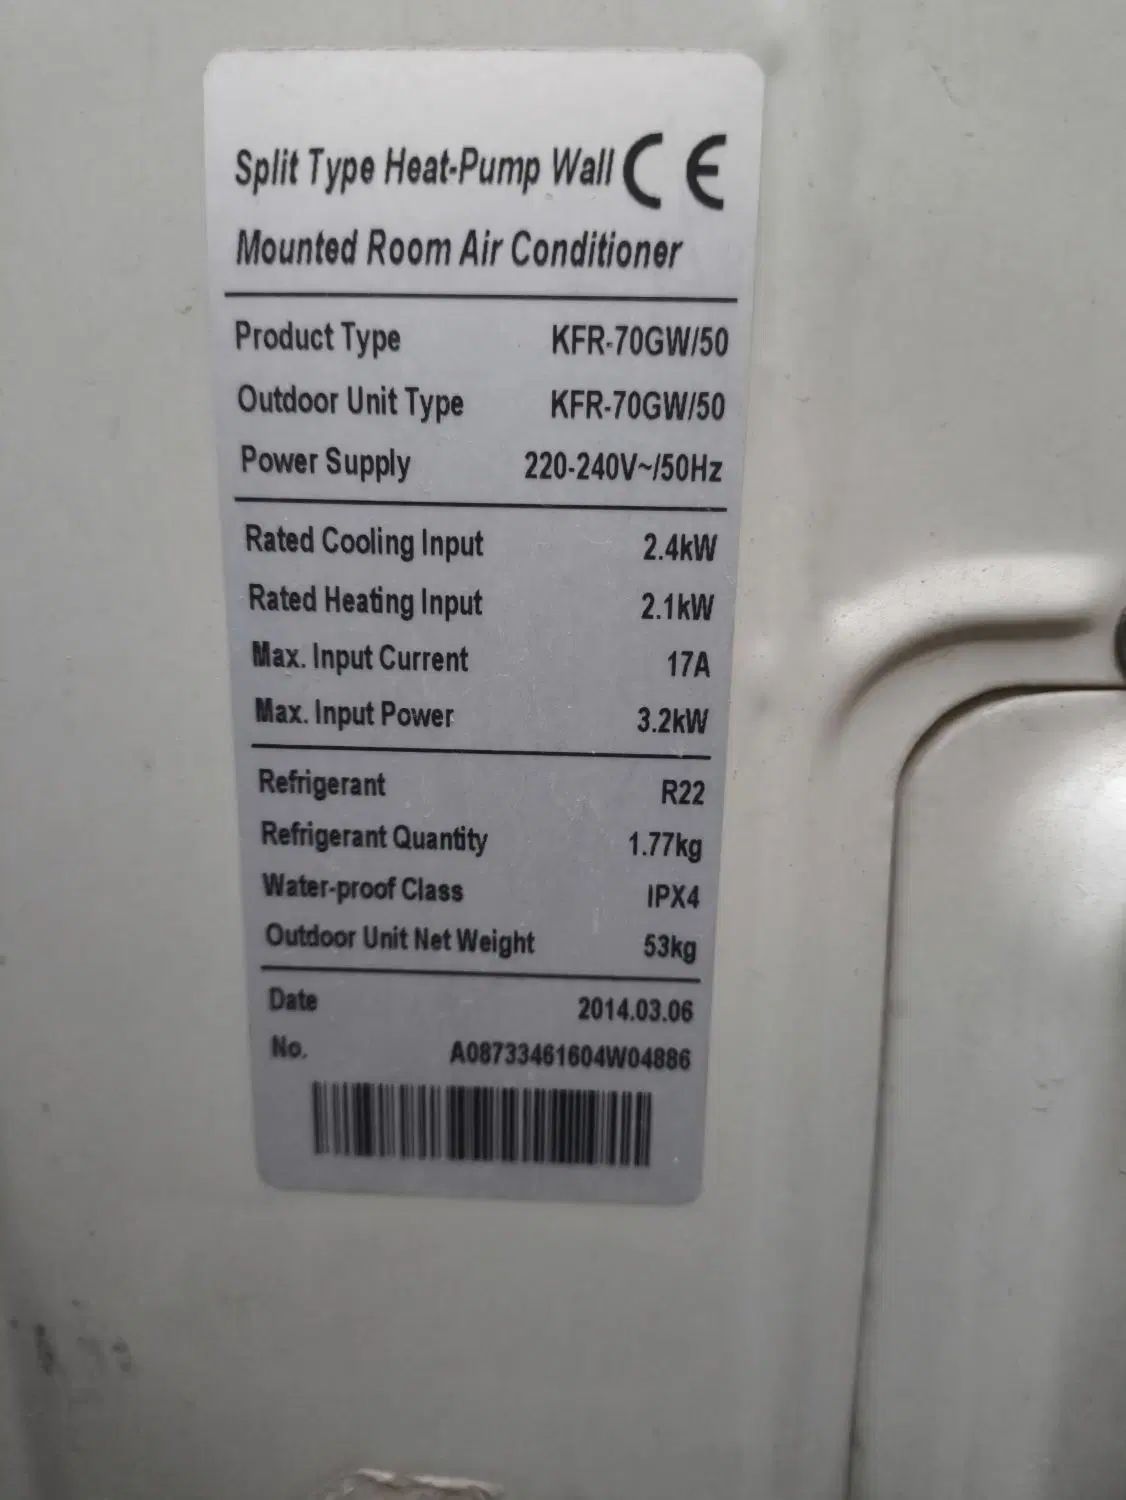 Split Type Heat-Pump Wall CE
Mounted Room Air Conditioner
Product Type KFR-70GW/50
Outdoor Unit Type KFR-70GW/50
Power Supply 220-240V~/50Hz
Rated Cooling Input 2.4kW
Rated Heating Input 2.1kW
Max. Input Current 17A
Max. Input Power 3.2kW
Refrigerant R22
Refrigerant Quantity 1.77kg
Water-proof Class IPX4
Outdoor Unit Net Weight 53kg
Date 2014.03.06
No. A08733461604W04886